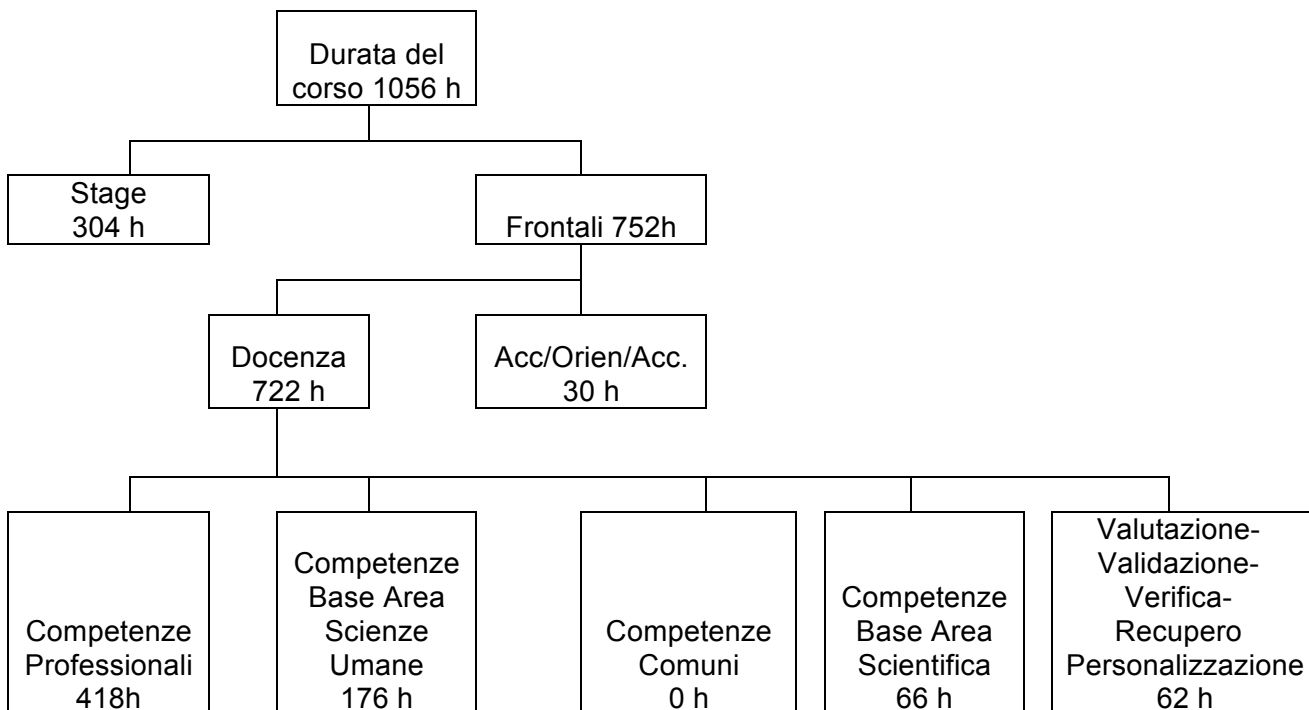 Durata del
corso 1056 h
Stage
304 h
Frontali 752h
Docenza
722 h
Acc/Orien/Acc.
30 h
Competenze
Professionali
418h
Competenze
Base Area
Scienze
Umane
176 h
Competenze
Comuni
0 h
Competenze
Base Area
Scientifica
66 h
Valutazione-
Validazione-
Verifica-
Recupero
Personalizzazione
62 h